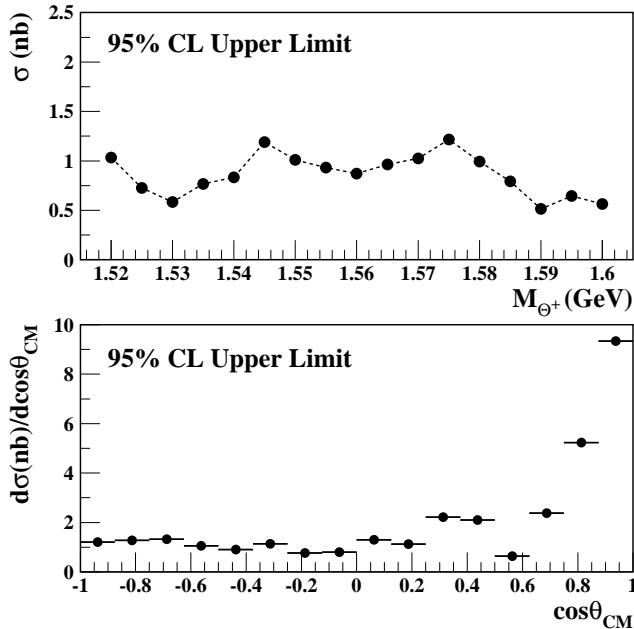 95% CL Upper Limit
σ (nb)
2.5
2
1.5
1
0.5
0
1.52 1.53 1.54 1.55 1.56 1.57 1.58 1.59 1.6
M_Θ⁺ (GeV)
95% CL Upper Limit
dσ(nb)/dcosθ_CM
10
8
6
4
2
0
-1 -0.8 -0.6 -0.4 -0.2 0 0.2 0.4 0.6 0.8 1
cosθ_CM